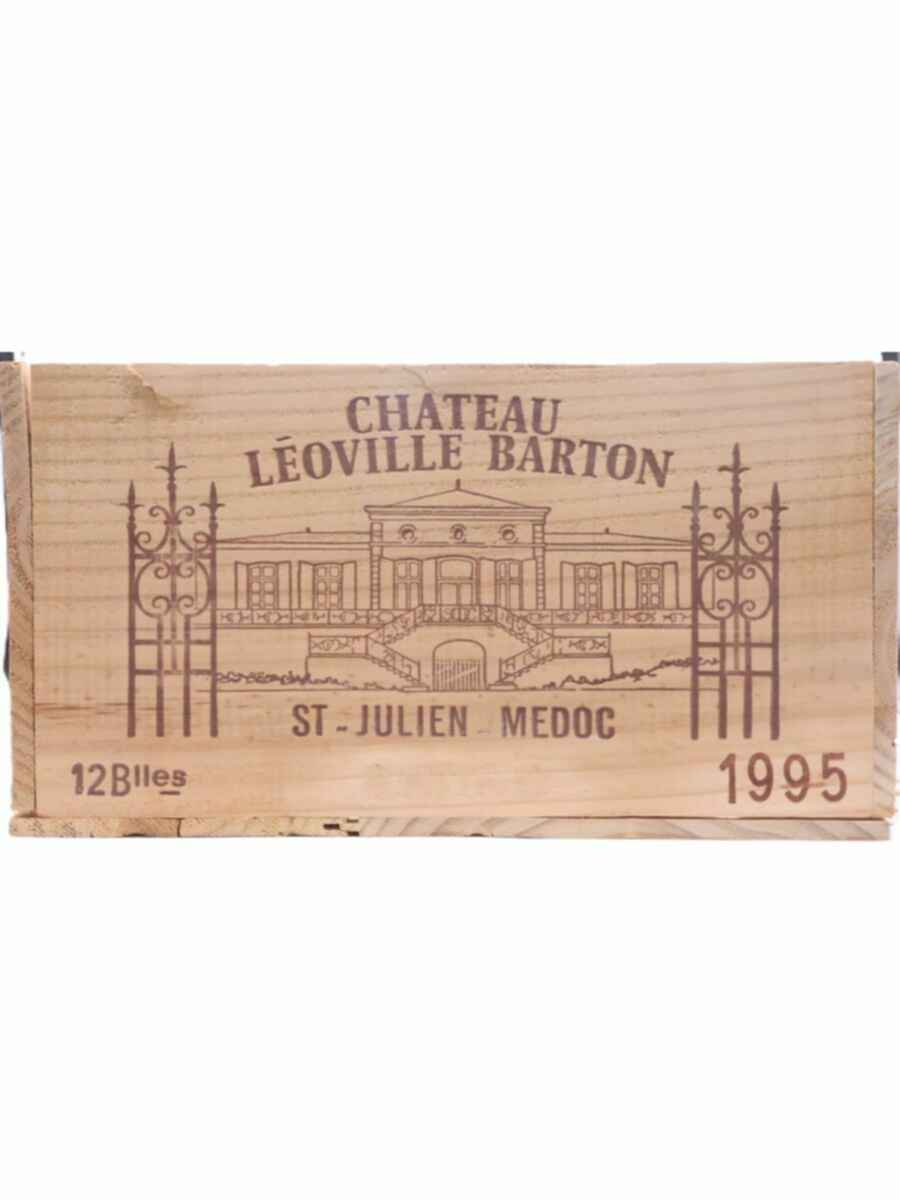 CHATEAU
LÉOVILLE BARTON
ST-JULIEN MEDOC
12Blles
1995